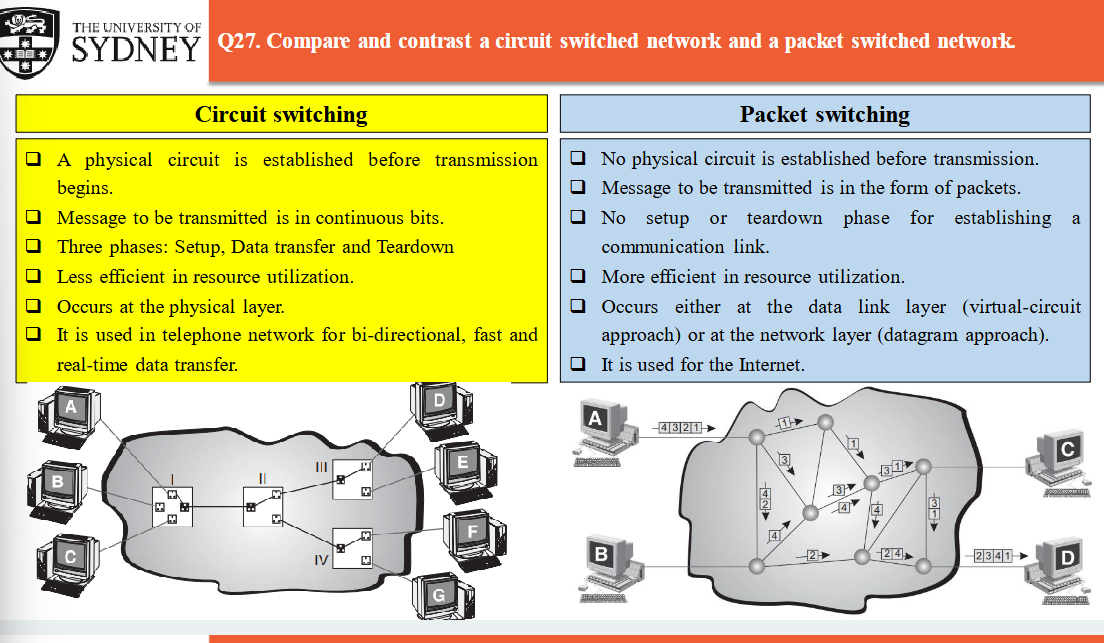 THE UNIVERSITY OF
SYDNEY
Q27. Compare and contrast a circuit switched network and a packet switched network.
Circuit switching
❑ A physical circuit is established before transmission
begins.
❑ Message to be transmitted is in continuous bits.
❑ Three phases: Setup, Data transfer and Teardown
❑ Less efficient in resource utilization.
❑ Occurs at the physical layer.
❑ It is used in telephone network for bi-directional, fast and
real-time data transfer.
Packet switching
❑ No physical circuit is established before transmission.
❑ Message to be transmitted is in the form of packets.
❑ No setup or teardown phase for establishing a
communication link.
❑ More efficient in resource utilization.
❑ Occurs either at the data link layer (virtual-circuit
approach) or at the network layer (datagram approach).
❑ It is used for the Internet.
A
B
C
I
II
III
IV
D
E
F
G
A
4 3 2 1
1
1
3
3 1
C
4
2
3
4
4
3
1
4
B
2
2 4
2 3 4 1
D